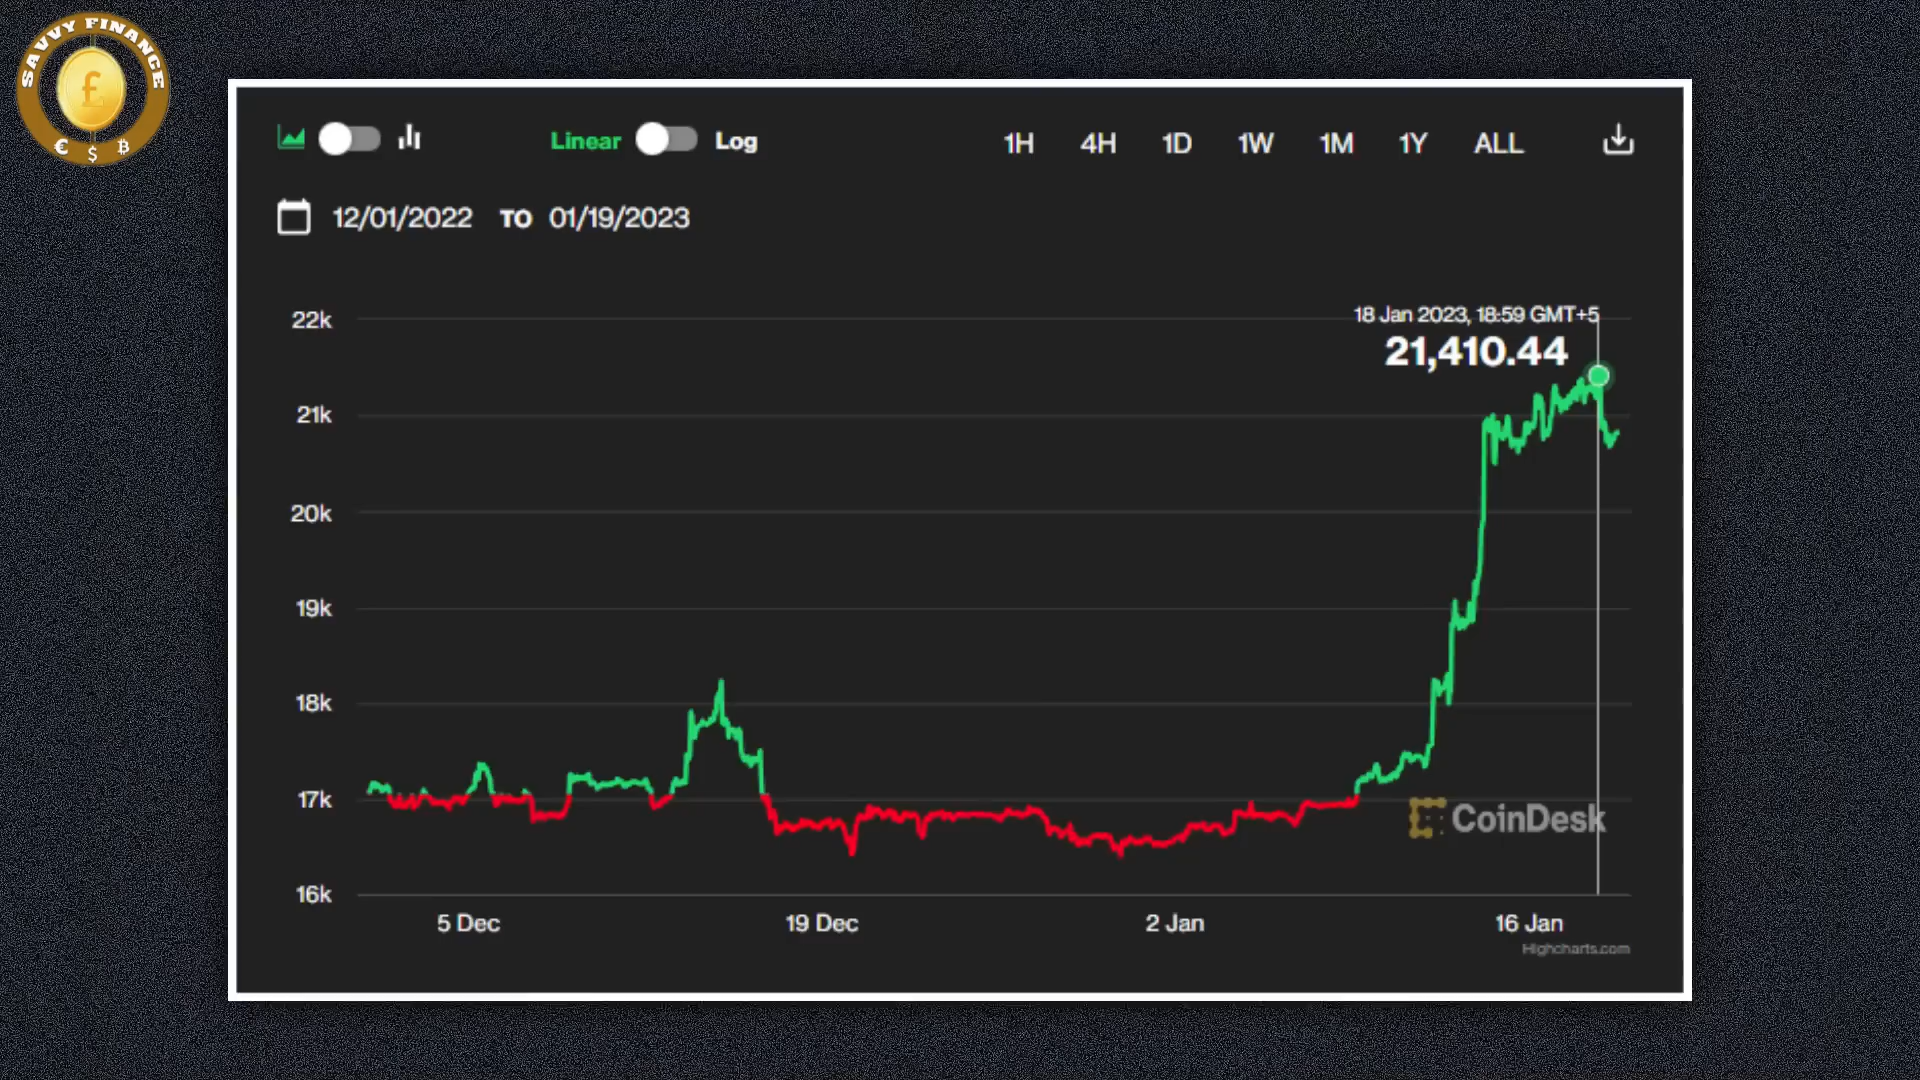 SAVVY FINANCE
£
€ $ ₿
Linear Log 1H 4H 1D 1W 1M 1Y ALL
12/01/2022 TO 01/19/2023
18 Jan 2023, 18:59 GMT+5
21,410.44
22k
21k
20k
19k
18k
17k
16k
CoinDesk
5 Dec 19 Dec 2 Jan 16 Jan
Highcharts.com